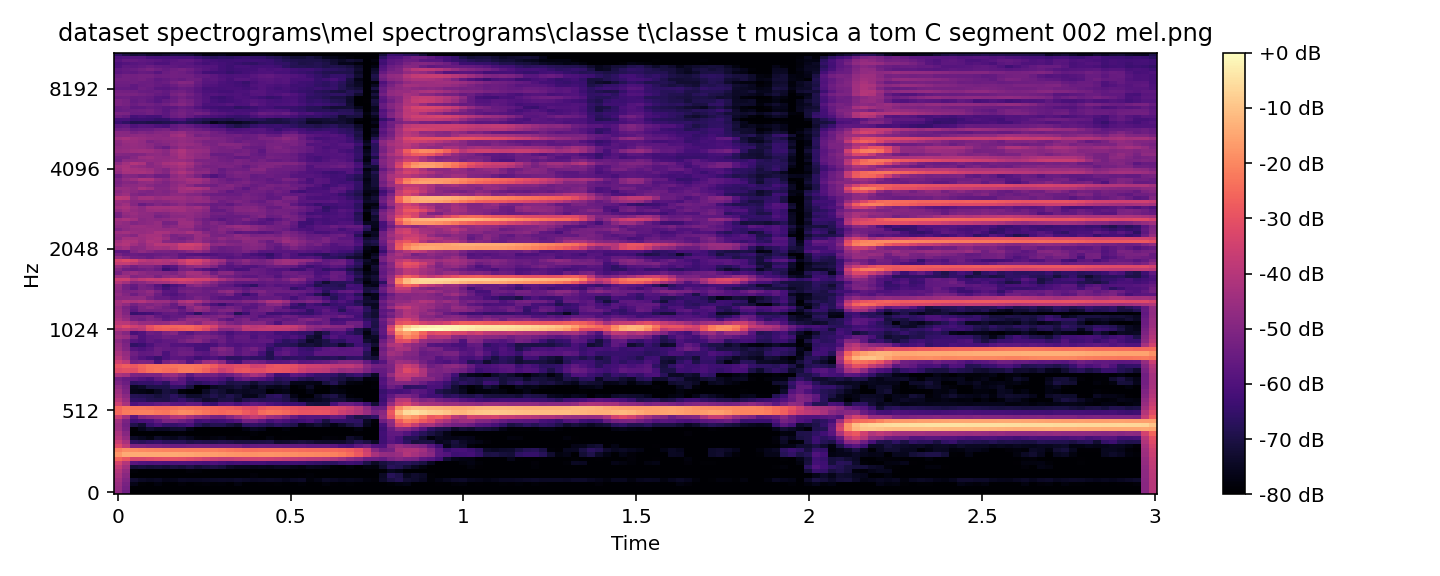 dataset spectrograms\mel spectrograms\classe t\classe t musica a tom C segment 002 mel.png
8192
4096
2048
1024
512
0
Hz
0
0.5
1
1.5
2
2.5
3
Time
+0 dB
-10 dB
-20 dB
-30 dB
-40 dB
-50 dB
-60 dB
-70 dB
-80 dB